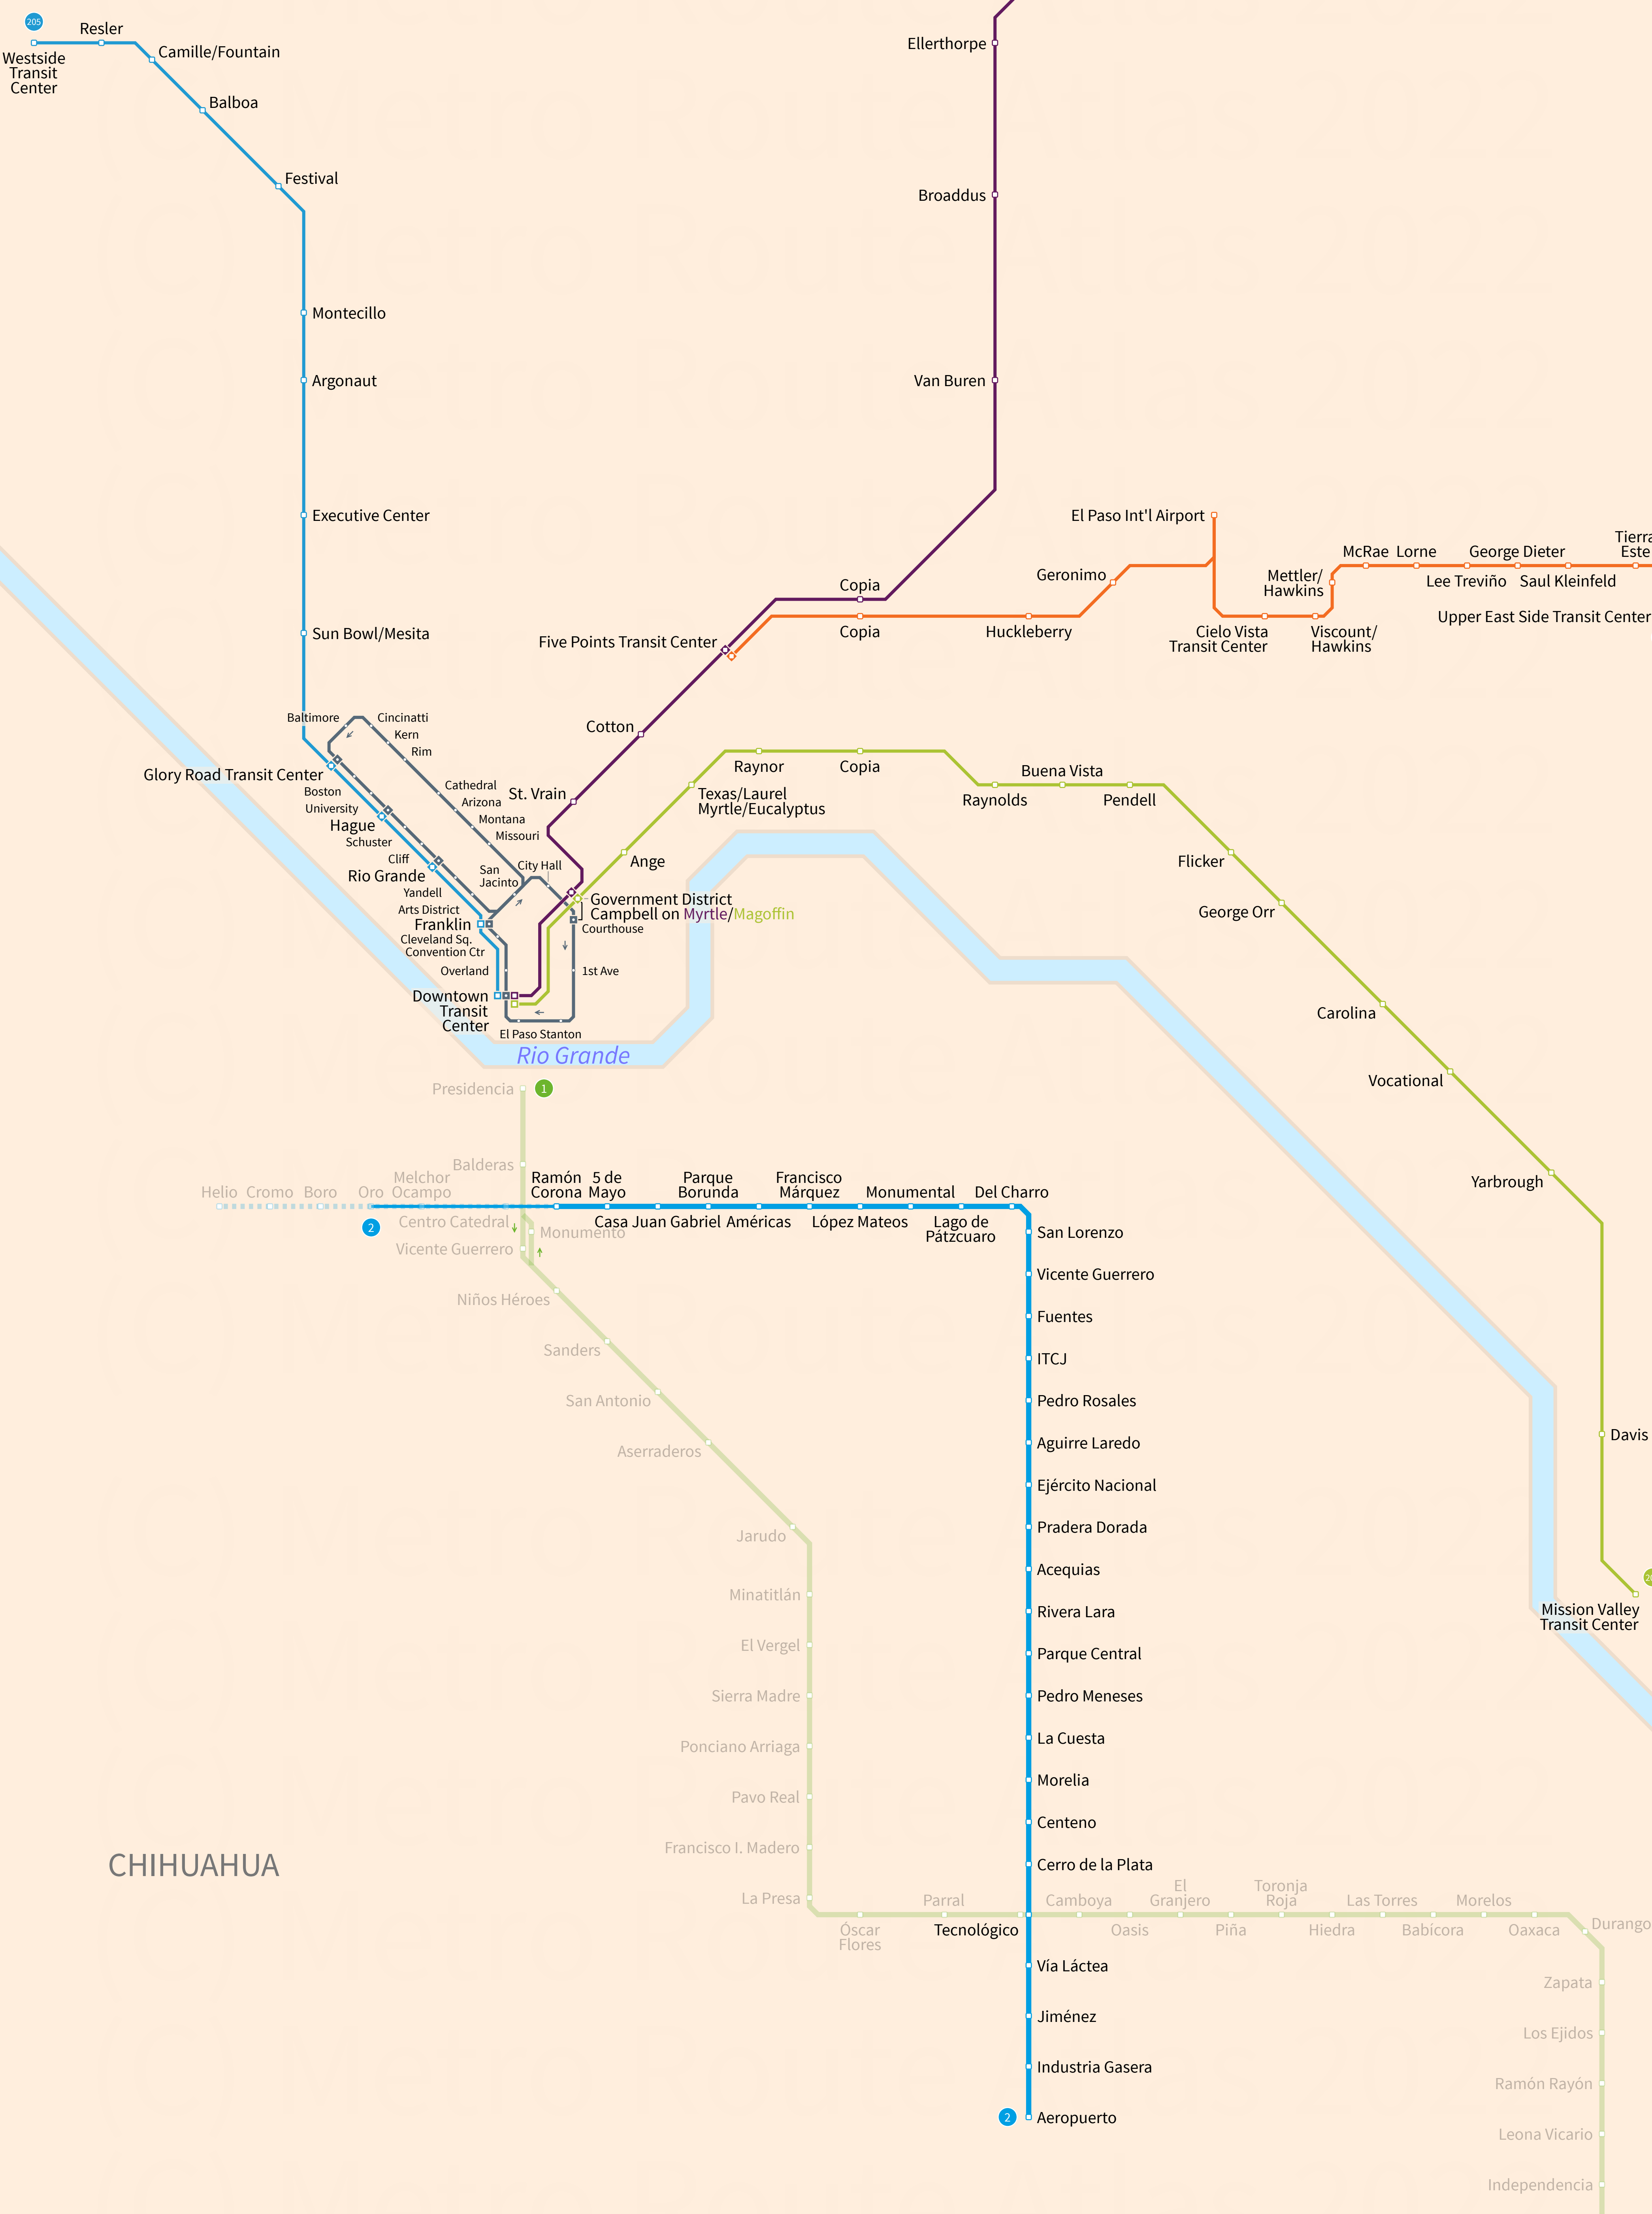 205
Resler
Westside
Transit
Center
Camille/Fountain
Balboa
Festival
Montecillo
Argonaut
Executive Center
Sun Bowl/Mesita
Ellerthorpe
Broaddus
Van Buren
Copia
Five Points Transit Center
Cotton
St. Vrain
El Paso Int'l Airport
Geronimo
Copia
Huckleberry
Cielo Vista
Transit Center
Viscount/
Hawkins
Mettler/
Hawkins
McRae
Lorne
Lee Treviño
George Dieter
Saul Kleinfeld
Tierra
Este
Upper East Side Transit Center
Baltimore
Cincinatti
Kern
Rim
Cathedral
Arizona
Montana
Missouri
Glory Road Transit Center
Boston
University
Hague
Schuster
Cliff
Rio Grande
Yandell
Arts District
Franklin
Cleveland Sq.
Convention Ctr
Overland
Downtown
Transit
Center
San
Jacinto
City Hall
Government District
Campbell on Myrtle/Magoffin
Courthouse
1st Ave
El Paso
Stanton
Ange
Texas/Laurel
Myrtle/Eucalyptus
Raynor
Copia
Raynolds
Buena Vista
Pendell
Flicker
George Orr
Carolina
Vocational
Yarbrough
Davis
Mission Valley
Transit Center
Rio Grande
Presidencia
1
Balderas
Helio
Cromo
Boro
Oro
Melchor
Ocampo
2
Centro Catedral
Monumento
Vicente Guerrero
Ramón
Corona
5 de
Mayo
Casa Juan Gabriel
Parque
Borunda
Américas
Francisco
Márquez
López Mateos
Monumental
Lago de
Pátzcuaro
Del Charro
San Lorenzo
Vicente Guerrero
Fuentes
ITCJ
Pedro Rosales
Aguirre Laredo
Ejército Nacional
Pradera Dorada
Acequias
Rivera Lara
Parque Central
Pedro Meneses
La Cuesta
Morelia
Centeno
Cerro de la Plata
Tecnológico
Vía Láctea
Jiménez
Industria Gasera
2
Aeropuerto
Niños Héroes
Sanders
San Antonio
Aserraderos
Jarudo
Minatitlán
El Vergel
Sierra Madre
Ponciano Arriaga
Pavo Real
Francisco I. Madero
La Presa
Óscar
Flores
Parral
Camboya
Oasis
El
Granjero
Piña
Toronja
Roja
Hiedra
Las Torres
Babícora
Morelos
Oaxaca
Durango
Zapata
Los Ejidos
Ramón Rayón
Leona Vicario
Independencia
CHIHUAHUA